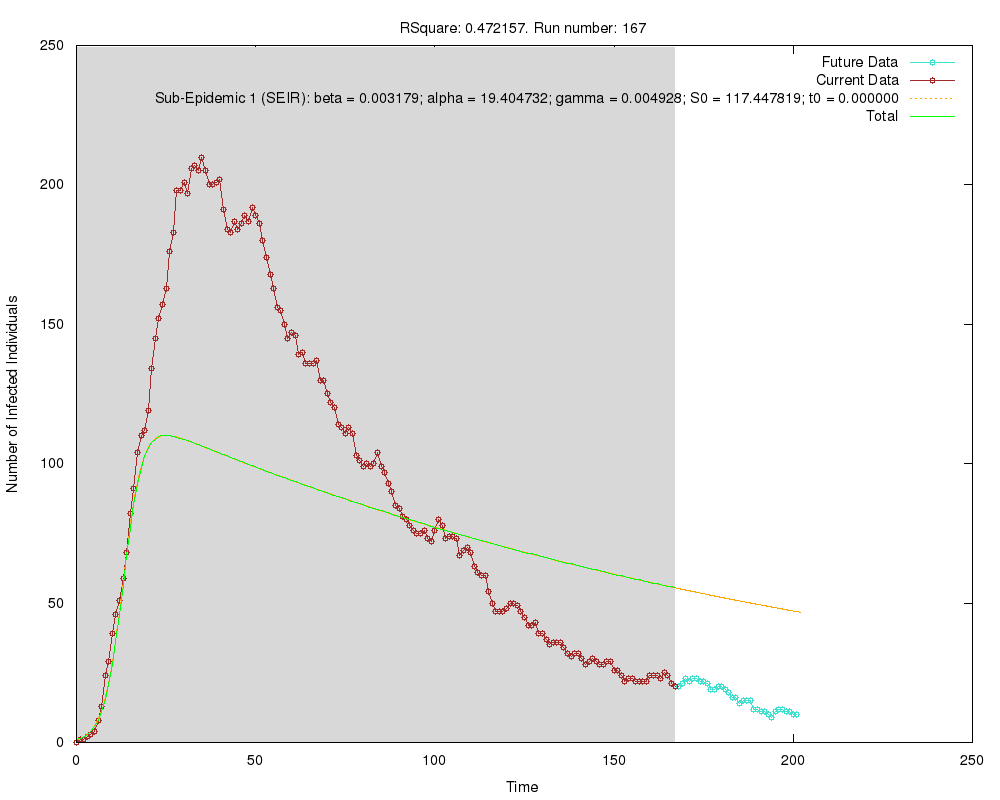 RSquare: 0.472157. Run number: 167
250
200
150
100
50
0
Number of Infected Individuals
Future Data
Current Data
Sub-Epidemic 1 (SEIR): beta = 0.003179; alpha = 19.404732; gamma = 0.004928; S0 = 117.447819; t0 = 0.000000
Total
0 50 100 150 200 250
Time